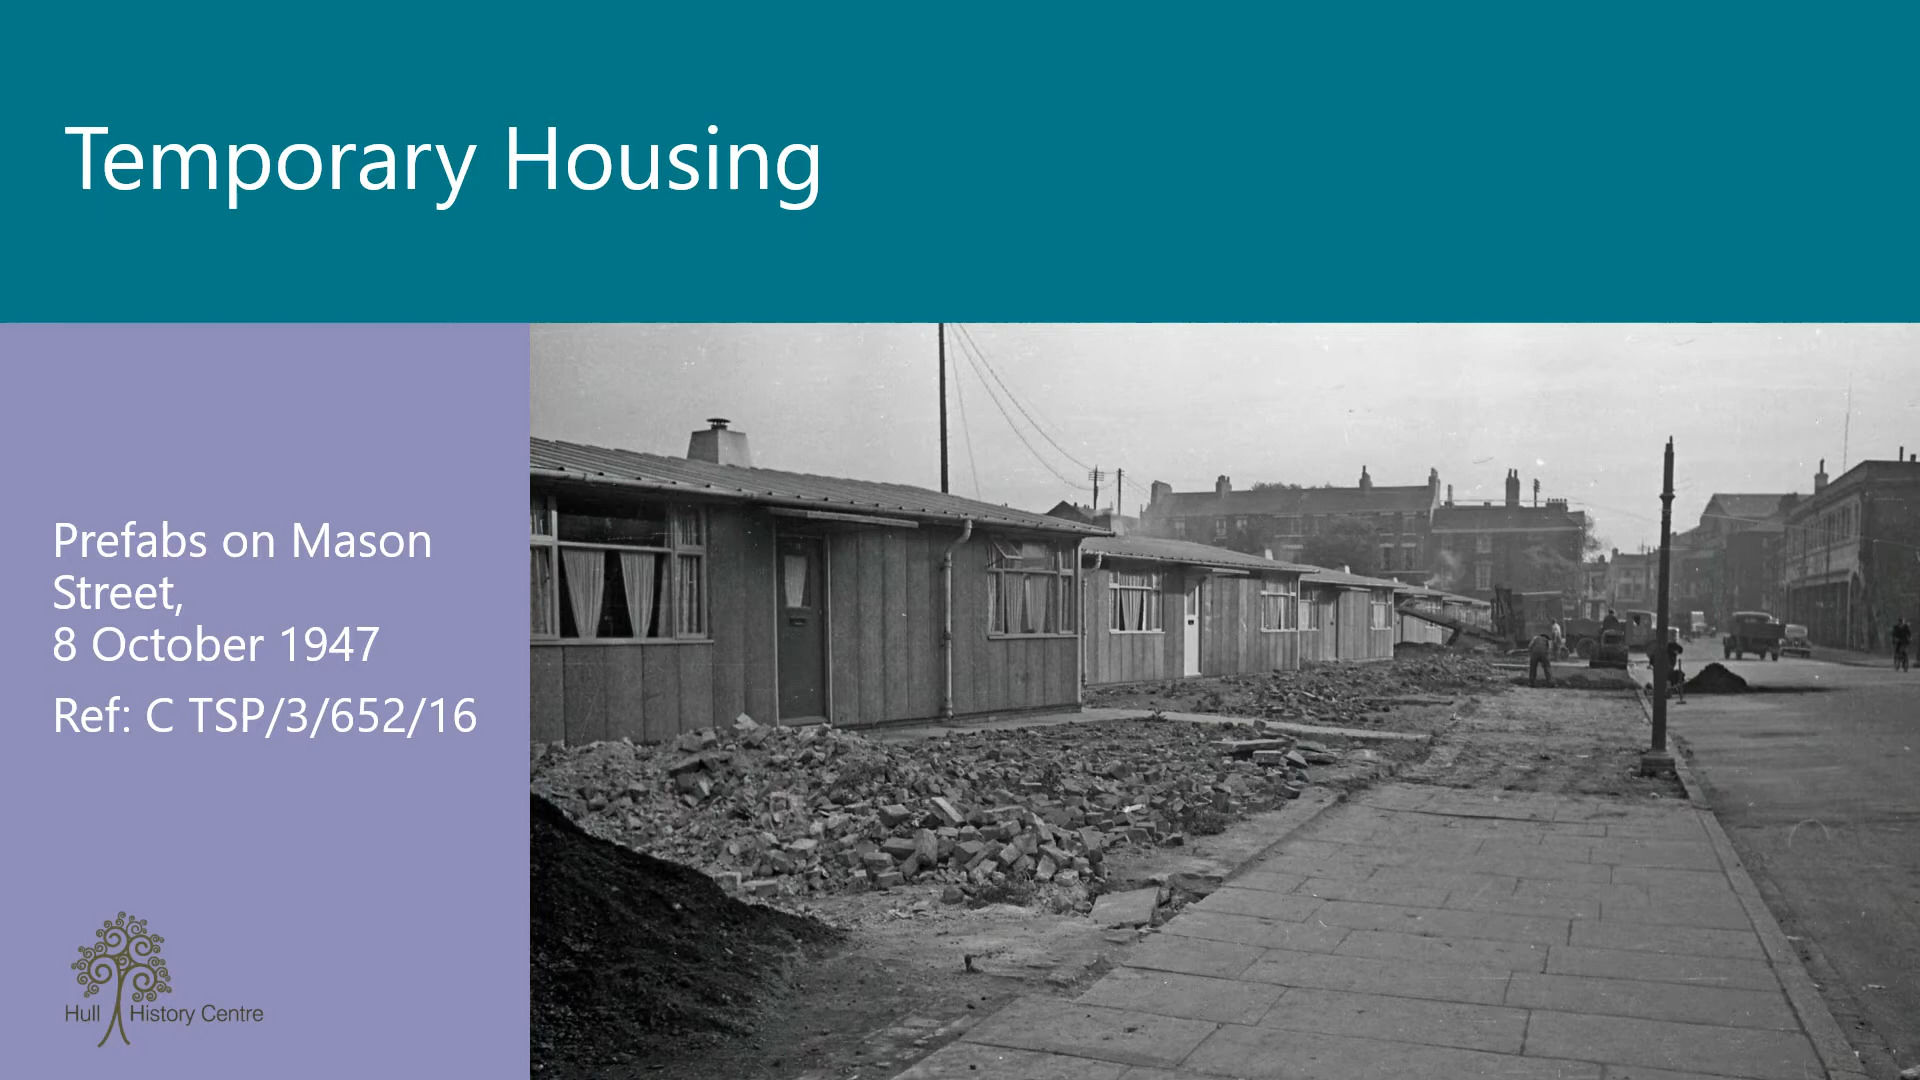 Temporary Housing
Prefabs on Mason
Street,
8 October 1947
Ref: C TSP/3/652/16
Hull History Centre